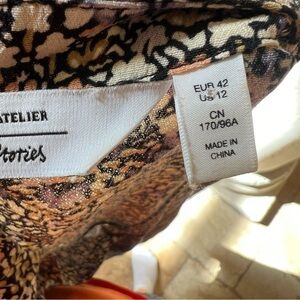 ATELIER
Stories
EUR 42
US 12
CN
170/96A
MADE IN
CHINA